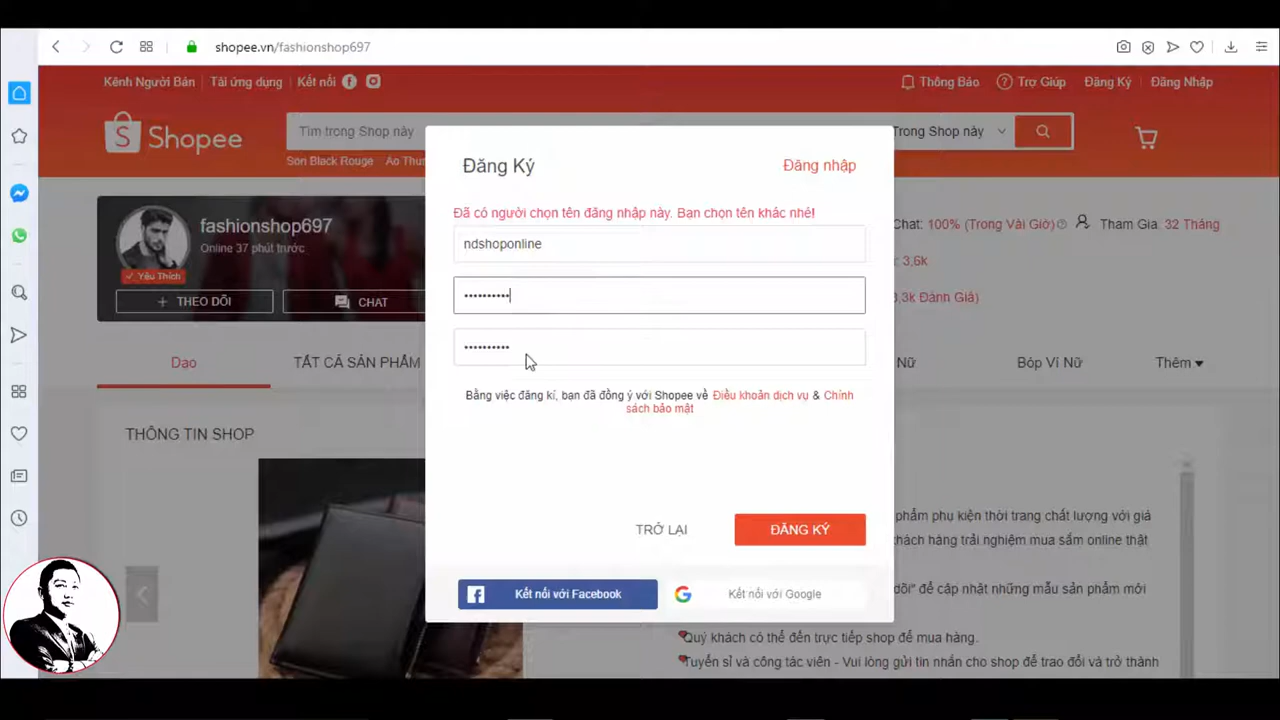 shopee.vn/fashionshop697
Kênh Người Bán Tải ứng dụng Kết nối Thông Báo Trợ Giúp Đăng Ký Đăng Nhập
Shopee Tìm trong Shop này Trong Shop này
Son Black Rouge Áo Thun
Đăng Ký Đăng nhập
Đã có người chọn tên đăng nhập này. Bạn chọn tên khác nhé!
ndshoponline
fashionshop697
Online 37 phút trước
Yêu Thích
THEO DÕI CHAT
Chat: 100% (Trong Vài Giờ) Tham Gia: 32 Tháng
3,6k
3,3k Đánh Giá)
Dạo TẤT CẢ SẢN PHẨM Nữ Bóp Ví Nữ Thêm
Bằng việc đăng kí, bạn đã đồng ý với Shopee về Điều khoản dịch vụ & Chính
sách bảo mật
THÔNG TIN SHOP
TRỞ LẠI ĐĂNG KÝ
Kết nối với Facebook Kết nối với Google
phẩm phụ kiện thời trang chất lượng với giá
khách hàng trải nghiệm mua sắm online thật
dõi" để cập nhật những mẫu sản phẩm mới
Quý khách có thể đến trực tiếp shop để mua hàng.
Tuyển sỉ và công tác viên - Vui lòng gửi tin nhắn cho shop để trao đổi và trở thành